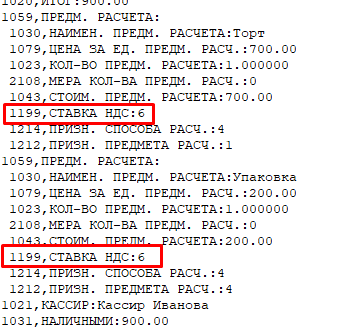 1020,ИТОГ:900.00
1059,ПРЕДМ. РАСЧЕТА:
1030,НАИМЕН. ПРЕДМ. РАСЧЕТА:Торт
1079,ЦЕНА ЗА ЕД. ПРЕДМ. РАСЧ.:700.00
1023,КОЛ-ВО ПРЕДМ. РАСЧЕТА:1.000000
2108,МЕРА КОЛ-ВА ПРЕДМ. РАСЧ.:0
1043,СТОИМ. ПРЕДМ. РАСЧЕТА:700.00
1199,СТАВКА НДС:6
1214,ПРИЗН. СПОСОБА РАСЧ.:4
1212,ПРИЗН. ПРЕДМЕТА РАСЧ.:1
1059,ПРЕДМ. РАСЧЕТА:
1030,НАИМЕН. ПРЕДМ. РАСЧЕТА:Упаковка
1079,ЦЕНА ЗА ЕД. ПРЕДМ. РАСЧ.:200.00
1023,КОЛ-ВО ПРЕДМ. РАСЧЕТА:1.000000
2108,МЕРА КОЛ-ВА ПРЕДМ. РАСЧ.:0
1043,СТОИМ. ПРЕДМ. РАСЧЕТА:200.00
1199,СТАВКА НДС:6
1214,ПРИЗН. СПОСОБА РАСЧ.:4
1212,ПРИЗН. ПРЕДМЕТА РАСЧ.:4
1021,КАССИР:Кассир Иванова
1031,НАЛИЧНЫМИ:900.00